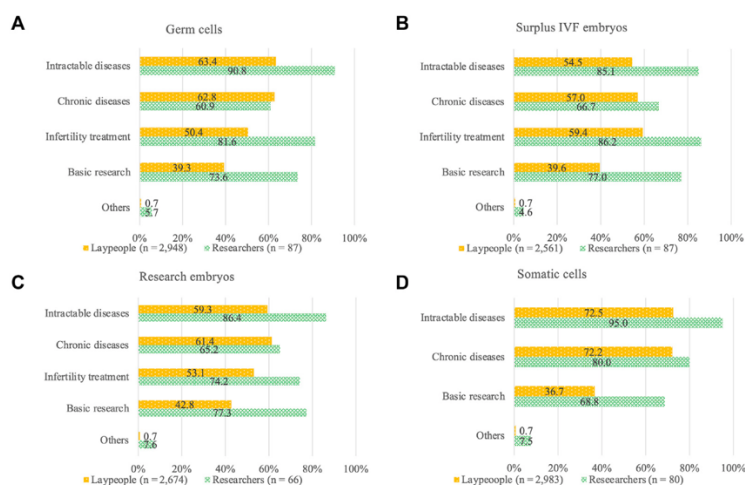 A
Germ cells
Intractable diseases
63.4
90.8
Chronic diseases
62.8
60.9
Infertility treatment
50.4
81.6
Basic research
39.3
73.6
Others
0.7
5.7
0% 20% 40% 60% 80% 100%
Laypeople (n = 2,948) Researchers (n = 87)
B
Surplus IVF embryos
Intractable diseases
54.5
85.1
Chronic diseases
57.0
66.7
Infertility treatment
59.4
86.2
Basic research
39.6
77.0
Others
0.7
4.6
0% 20% 40% 60% 80% 100%
Laypeople (n = 2,561) Researchers (n = 87)
C
Research embryos
Intractable diseases
59.3
86.4
Chronic diseases
61.4
65.2
Infertility treatment
53.1
74.2
Basic research
42.8
77.3
Others
0.7
7.6
0% 20% 40% 60% 80% 100%
Laypeople (n = 2,674) Researchers (n = 66)
D
Somatic cells
Intractable diseases
72.5
95.0
Chronic diseases
72.2
80.0
Basic research
36.7
68.8
Others
0.7
7.5
0% 20% 40% 60% 80% 100%
Laypeople (n = 2,983) Researchers (n = 80)